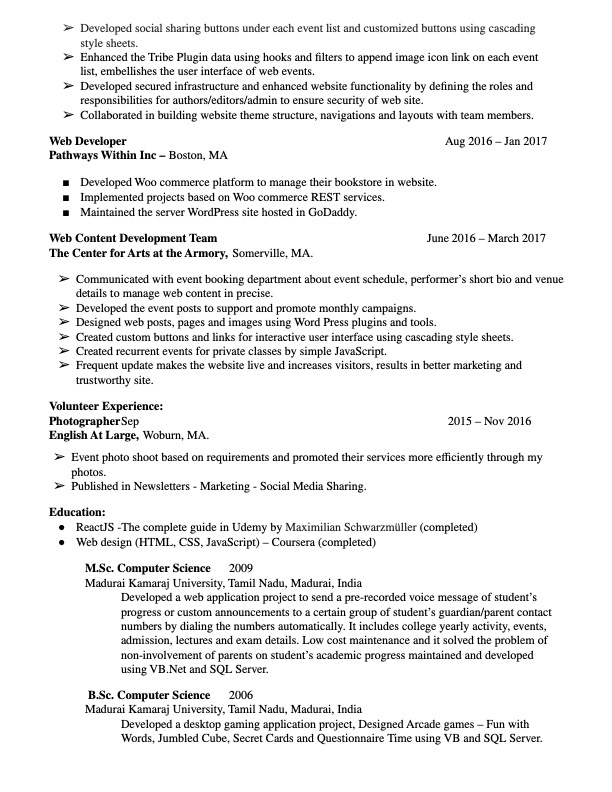 ➢ Developed social sharing buttons under each event list and customized buttons using cascading
style sheets.
➢ Enhanced the Tribe Plugin data using hooks and filters to append image icon link on each event
list, embellishes the user interface of web events.
➢ Developed secured infrastructure and enhanced website functionality by defining the roles and
responsibilities for authors/editors/admin to ensure security of web site.
➢ Collaborated in building website theme structure, navigations and layouts with team members.
Web Developer Aug 2016 – Jan 2017
Pathways Within Inc – Boston, MA
▪ Developed Woo commerce platform to manage their bookstore in website.
▪ Implemented projects based on Woo commerce REST services.
▪ Maintained the server WordPress site hosted in GoDaddy.
Web Content Development Team June 2016 – March 2017
The Center for Arts at the Armory, Somerville, MA.
➢ Communicated with event booking department about event schedule, performer's short bio and venue
details to manage web content in precise.
➢ Developed the event posts to support and promote monthly campaigns.
➢ Designed web posts, pages and images using Word Press plugins and tools.
➢ Created custom buttons and links for interactive user interface using cascading style sheets.
➢ Created recurrent events for private classes by simple JavaScript.
➢ Frequent update makes the website live and increases visitors, results in better marketing and
trustworthy site.
Volunteer Experience:
PhotographerSep 2015 – Nov 2016
English At Large, Woburn, MA.
➢ Event photo shoot based on requirements and promoted their services more efficiently through my
photos.
➢ Published in Newsletters - Marketing - Social Media Sharing.
Education:
● ReactJS -The complete guide in Udemy by Maximilian Schwarzmüller (completed)
● Web design (HTML, CSS, JavaScript) – Coursera (completed)
M.Sc. Computer Science 2009
Madurai Kamaraj University, Tamil Nadu, Madurai, India
Developed a web application project to send a pre-recorded voice message of student's
progress or custom announcements to a certain group of student's guardian/parent contact
numbers by dialing the numbers automatically. It includes college yearly activity, events,
admission, lectures and exam details. Low cost maintenance and it solved the problem of
non-involvement of parents on student's academic progress maintained and developed
using VB.Net and SQL Server.
B.Sc. Computer Science 2006
Madurai Kamaraj University, Tamil Nadu, Madurai, India
Developed a desktop gaming application project, Designed Arcade games – Fun with
Words, Jumbled Cube, Secret Cards and Questionnaire Time using VB and SQL Server.